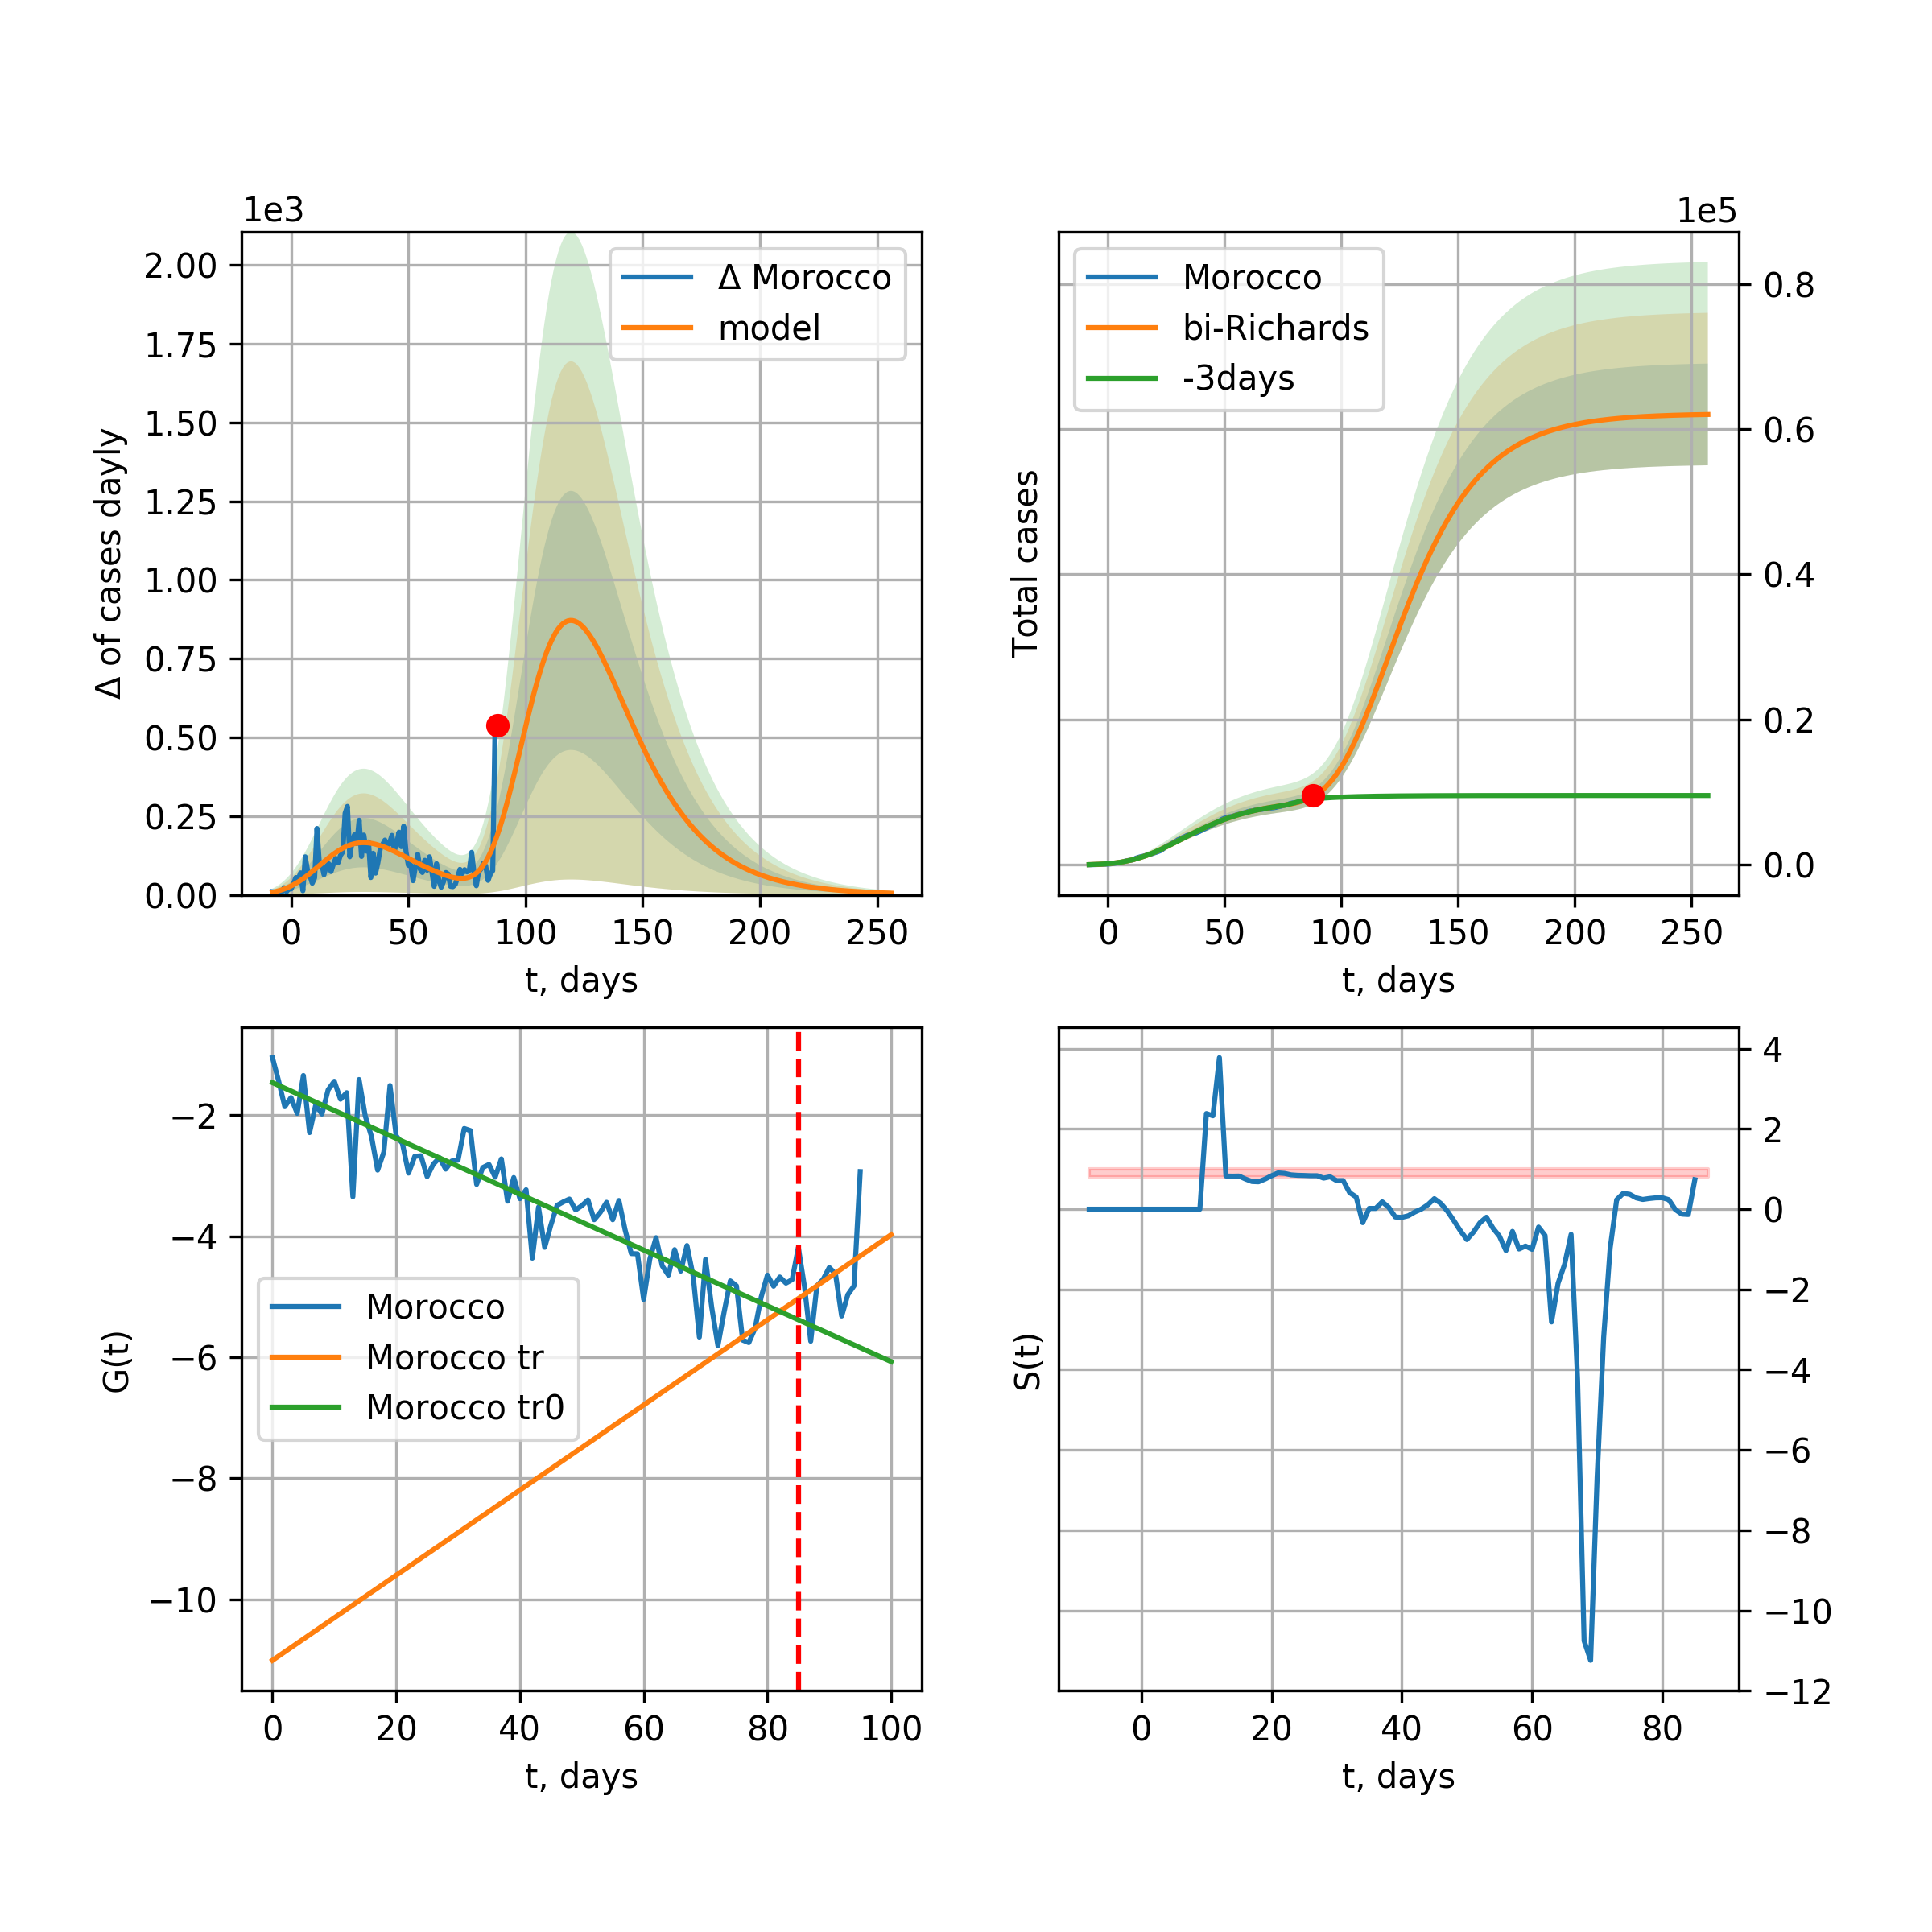 1e3
Δ of cases dayly
2.00
1.75
1.50
1.25
1.00
0.75
0.50
0.25
0.00
Δ Morocco
model
0 50 100 150 200 250
t, days
1e5
Total cases
Morocco
bi-Richards
-3days
0.8
0.6
0.4
0.2
0.0
0 50 100 150 200 250
t, days
G(t)
−2
−4
−6
−8
−10
Morocco
Morocco tr
Morocco tr0
0 20 40 60 80 100
t, days
S(t)
4
2
0
−2
−4
−6
−8
−10
−12
0 20 40 60 80
t, days